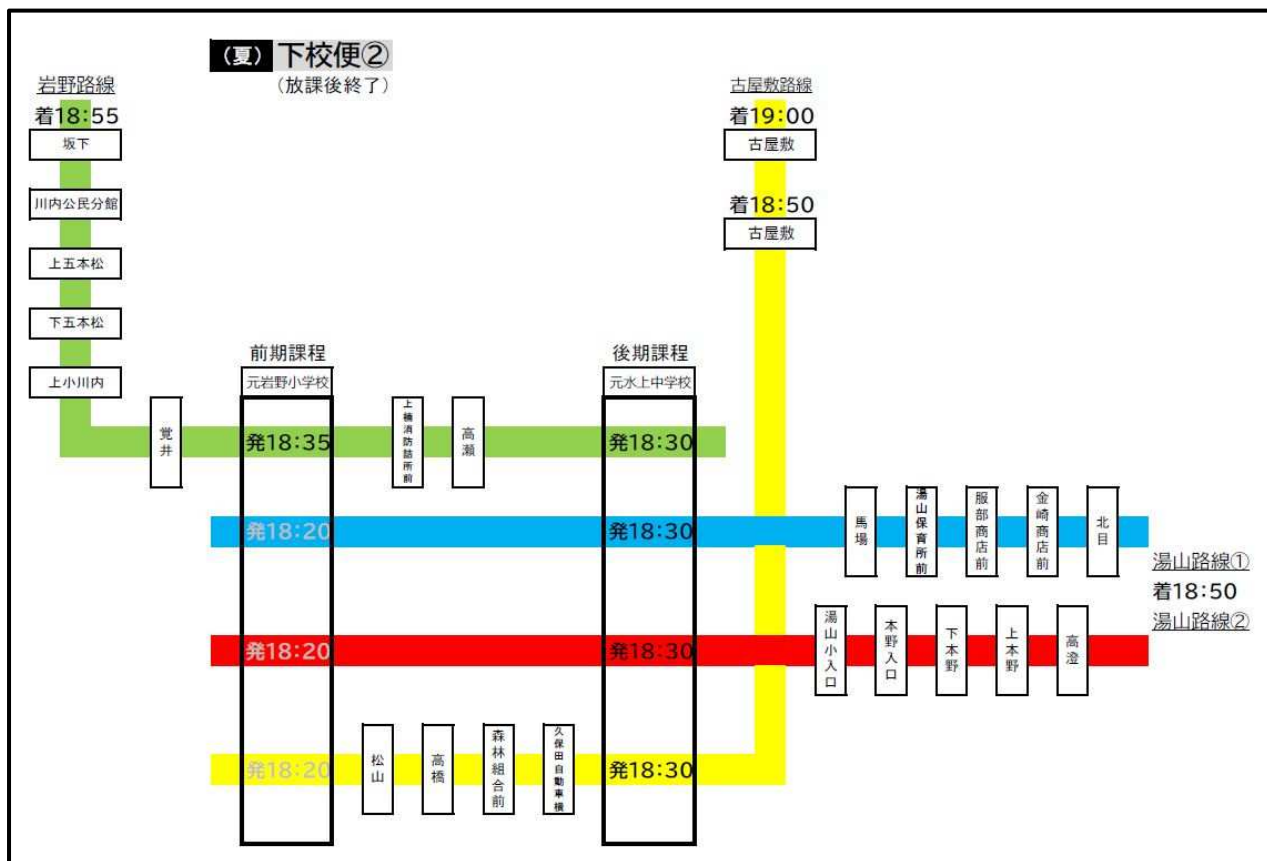 （夏） 下校便②
（放課後終了）
岩野路線
着18:55
坂下
川内公民分館
上五本松
下五本松
上小川内
古屋敷路線
着19:00
古屋敷
着18:50
古屋敷
前期課程
元岩野小学校
後期課程
元水上中学校
覚井
発18:35
上楠消防詰所前
高瀬
発18:30
発18:20
発18:30
馬場
湯山保育所前
服部商店前
金崎商店前
北目
湯山路線①
着18:50
湯山路線②
発18:20
発18:30
湯山小入口
本野入口
下本野
上本野
高澄
発18:20
松山
高橋
森林組合前
久保田自動車横
発18:30